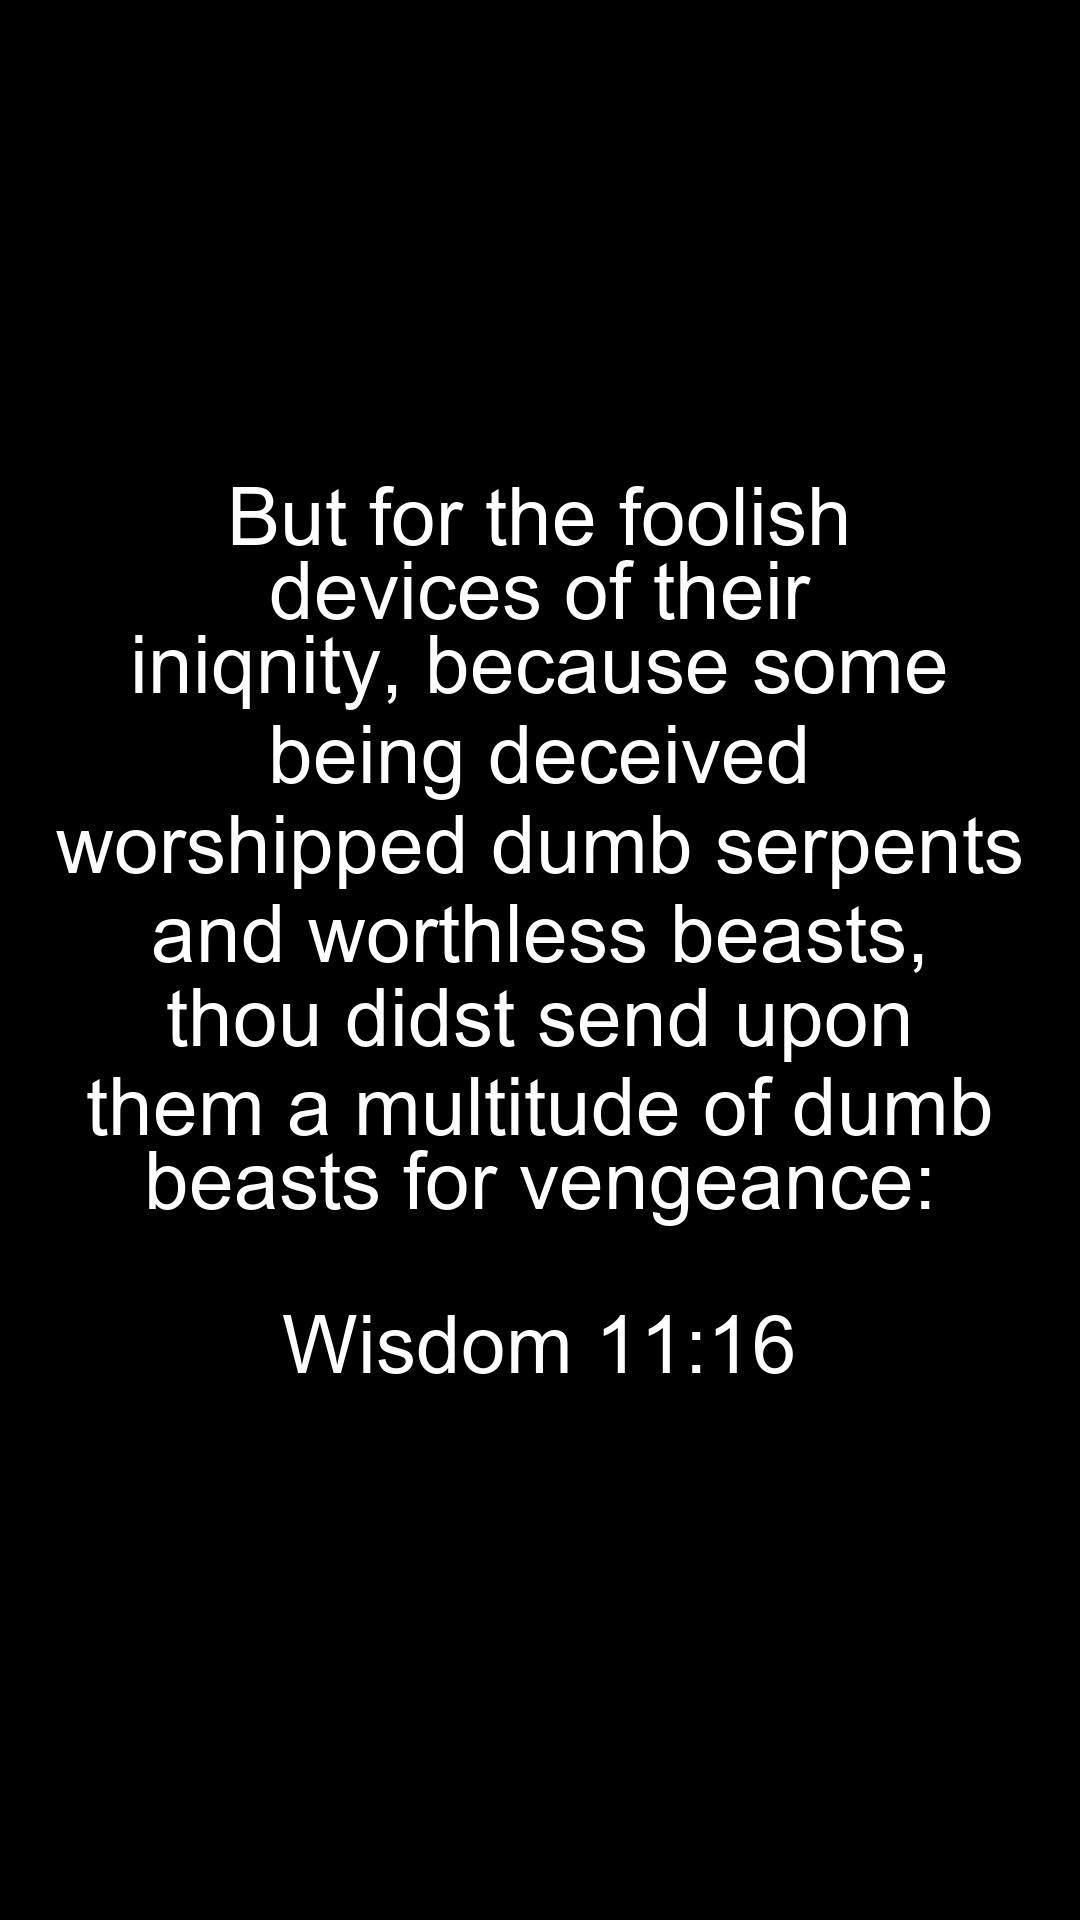 But for the foolish
devices of their
iniqnity, because some
being deceived
worshipped dumb serpents
and worthless beasts,
thou didst send upon
them a multitude of dumb
beasts for vengeance:
Wisdom 11:16